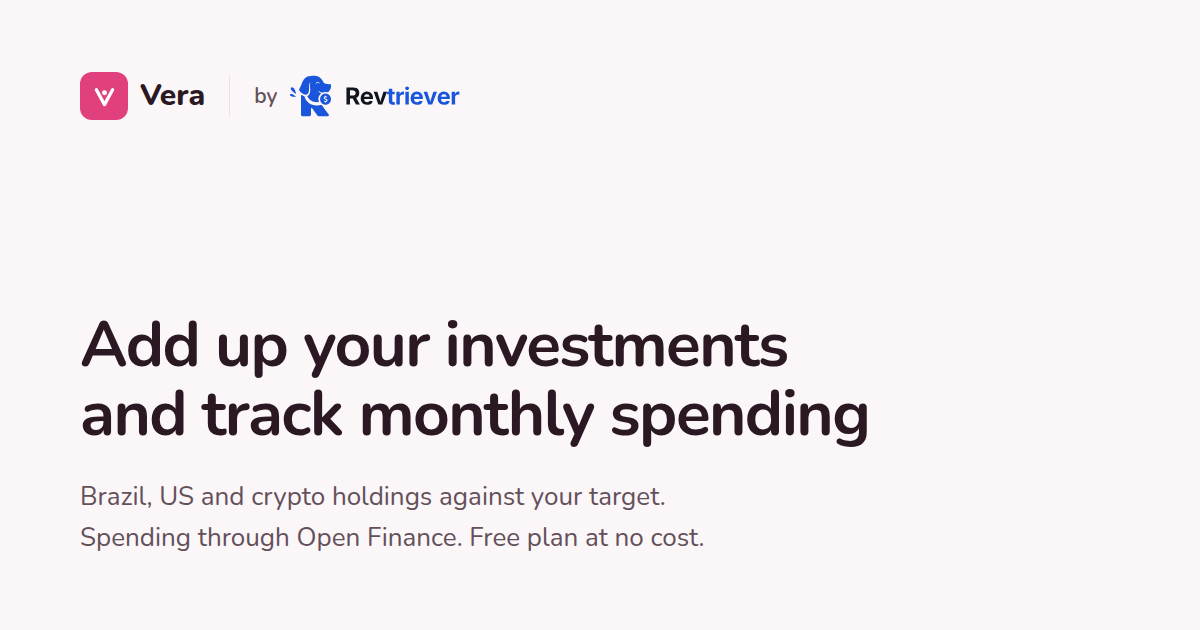 Vera by Revtriever
Add up your investments
and track monthly spending
Brazil, US and crypto holdings against your target.
Spending through Open Finance. Free plan at no cost.